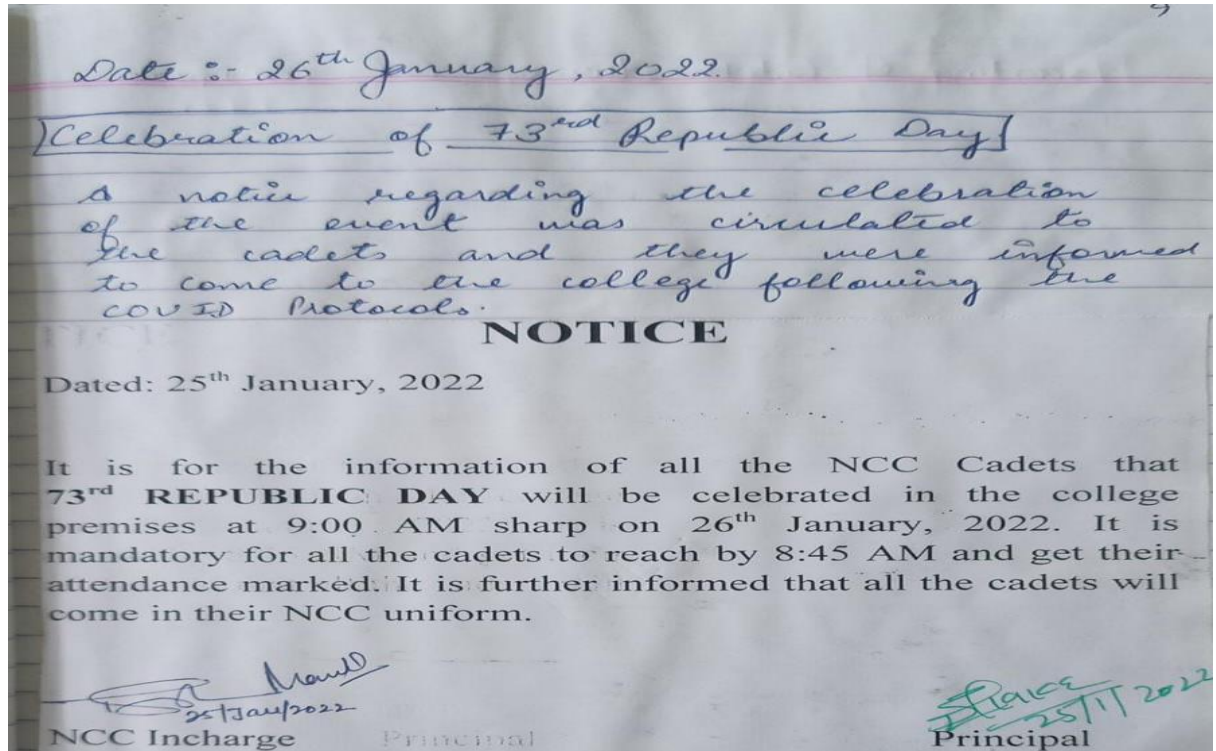 Date :- 26th January, 2022.
Celebration of 73rd Republic Day
A notice regarding the celebration
of the event was circulated to
the cadets and they were informed
to come to the college following the
COVID Protocols.
NOTICE
Dated: 25th January, 2022
It is for the information of all the NCC Cadets that
73rd REPUBLIC DAY will be celebrated in the college
premises at 9:00 AM sharp on 26th January, 2022. It is
mandatory for all the cadets to reach by 8:45 AM and get their
attendance marked. It is further informed that all the cadets will
come in their NCC uniform.
25/Jan/2022
25/1/2022
NCC Incharge Principal Principal